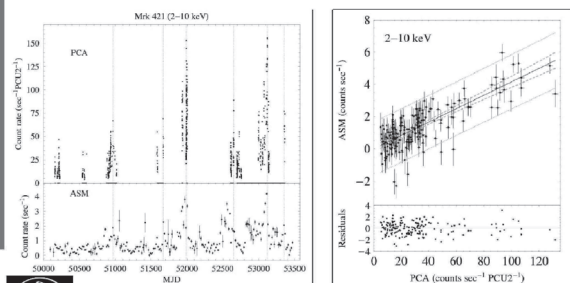 Mrk 421 (2−10 keV)
PCA
Count rate (sec⁻¹PCU2⁻¹)
150
125
100
75
50
25
0
ASM
Count rate (sec⁻¹)
4
3
2
1
0
50000 50500 51000 51500 52000 52500 53000 53500
MJD
2−10 keV
ASM (counts sec⁻¹)
8
6
4
2
0
−2
Residuals
4
2
0
−2
−4
0 20 40 60 80 100 120
PCA (counts sec⁻¹ PCU2⁻¹)